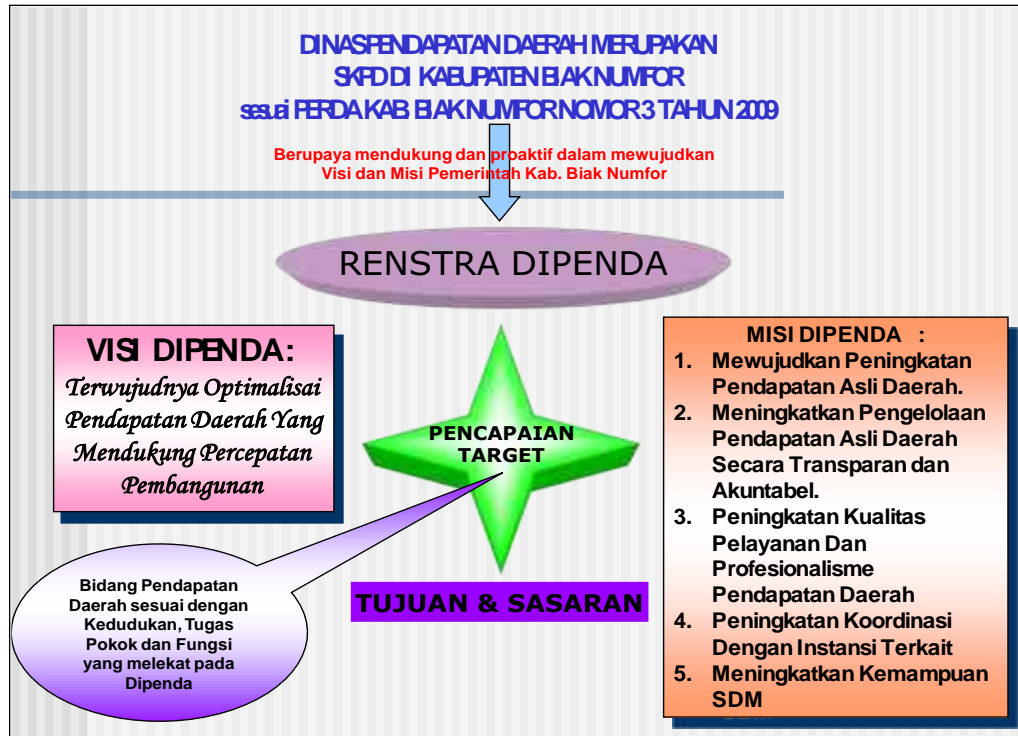 DINAS PENDAPATAN DAERAH MERUPAKAN
SKPD DI KABUPATEN BIAK NUMFOR
sesuai PERDA KAB. BIAK NUMFOR NOMOR 3 TAHUN 2009
Berupaya mendukung dan proaktif dalam mewujudkan
Visi dan Misi Pemerintah Kab. Biak Numfor
RENSTRA DIPENDA
VISI DIPENDA:
Terwujudnya Optimalisai
Pendapatan Daerah Yang
Mendukung Percepatan
Pembangunan
PENCAPAIAN
TARGET
Bidang Pendapatan
Daerah sesuai dengan
Kedudukan, Tugas
Pokok dan Fungsi
yang melekat pada
Dipenda
TUJUAN & SASARAN
MISI DIPENDA :
1. Mewujudkan Peningkatan
Pendapatan Asli Daerah.
2. Meningkatkan Pengelolaan
Pendapatan Asli Daerah
Secara Transparan dan
Akuntabel.
3. Peningkatan Kualitas
Pelayanan Dan
Profesionalisme
Pendapatan Daerah
4. Peningkatan Koordinasi
Dengan Instansi Terkait
5. Meningkatkan Kemampuan
SDM